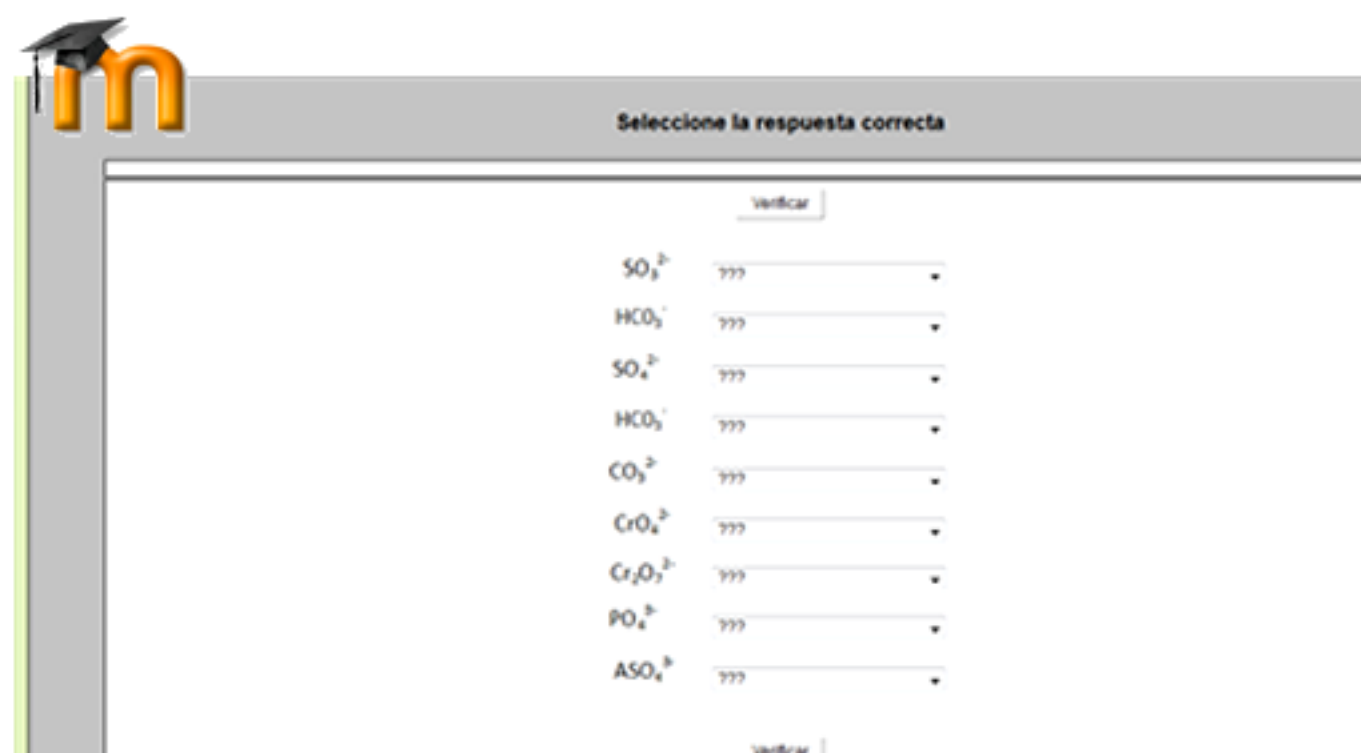 m
Seleccione la respuesta correcta
Verificar
SO₃²⁻ ???
HCO₃⁻ ???
SO₄²⁻ ???
HCO₃⁻ ???
CO₃²⁻ ???
CrO₄²⁻ ???
Cr₂O₇²⁻ ???
PO₄³⁻ ???
ASO₄³⁻ ???
Verificar